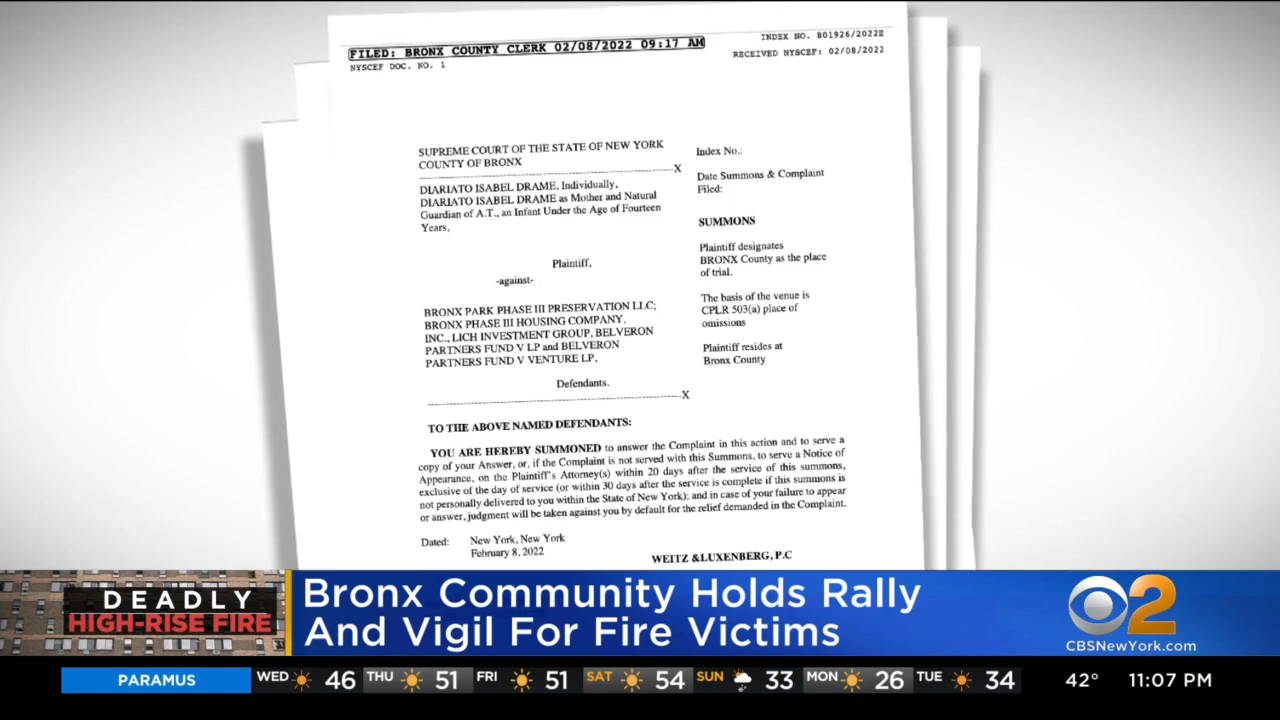 FILED: BRONX COUNTY CLERK 02/08/2022 09:17 AM
INDEX NO. 801926/2022E
NYSCEF DOC. NO. 1
RECEIVED NYSCEF: 02/08/2022
SUPREME COURT OF THE STATE OF NEW YORK
COUNTY OF BRONX
----------------------------------------------------------------X
DIARIATO ISABEL DRAME, Individually,
DIARIATO ISABEL DRAME as Mother and Natural
Guardian of A.T., an Infant Under the Age of Fourteen
Years,
Plaintiff,
-against-
BRONX PARK PHASE III PRESERVATION LLC;
BRONX PHASE III HOUSING COMPANY,
INC., LICH INVESTMENT GROUP, BELVERON
PARTNERS FUND V LP and BELVERON
PARTNERS FUND V VENTURE LP,
Defendants.
----------------------------------------------------------------X
Index No.:
Date Summons & Complaint
Filed:
SUMMONS
Plaintiff designates
BRONX County as the place
of trial.
The basis of the venue is
CPLR 503(a) place of
omissions
Plaintiff resides at
Bronx County
TO THE ABOVE NAMED DEFENDANTS:
YOU ARE HEREBY SUMMONED to answer the Complaint in this action and to serve a
copy of your Answer, or, if the Complaint is not served with this Summons, to serve a Notice of
Appearance, on the Plaintiff's Attorney(s) within 20 days after the service of this summons,
exclusive of the day of service (or within 30 days after the service is complete if this summons is
not personally delivered to you within the State of New York); and in case of your failure to appear
or answer, judgment will be taken against you by default for the relief demanded in the Complaint.
Dated: New York, New York
February 8, 2022
WEITZ & LUXENBERG, P.C
DEADLY
HIGH-RISE FIRE
Bronx Community Holds Rally
And Vigil For Fire Victims
2
CBSNewYork.com
PARAMUS WED 46 THU 51 FRI 51 SAT 54 SUN 33 MON 26 TUE 34 42° 11:07 PM